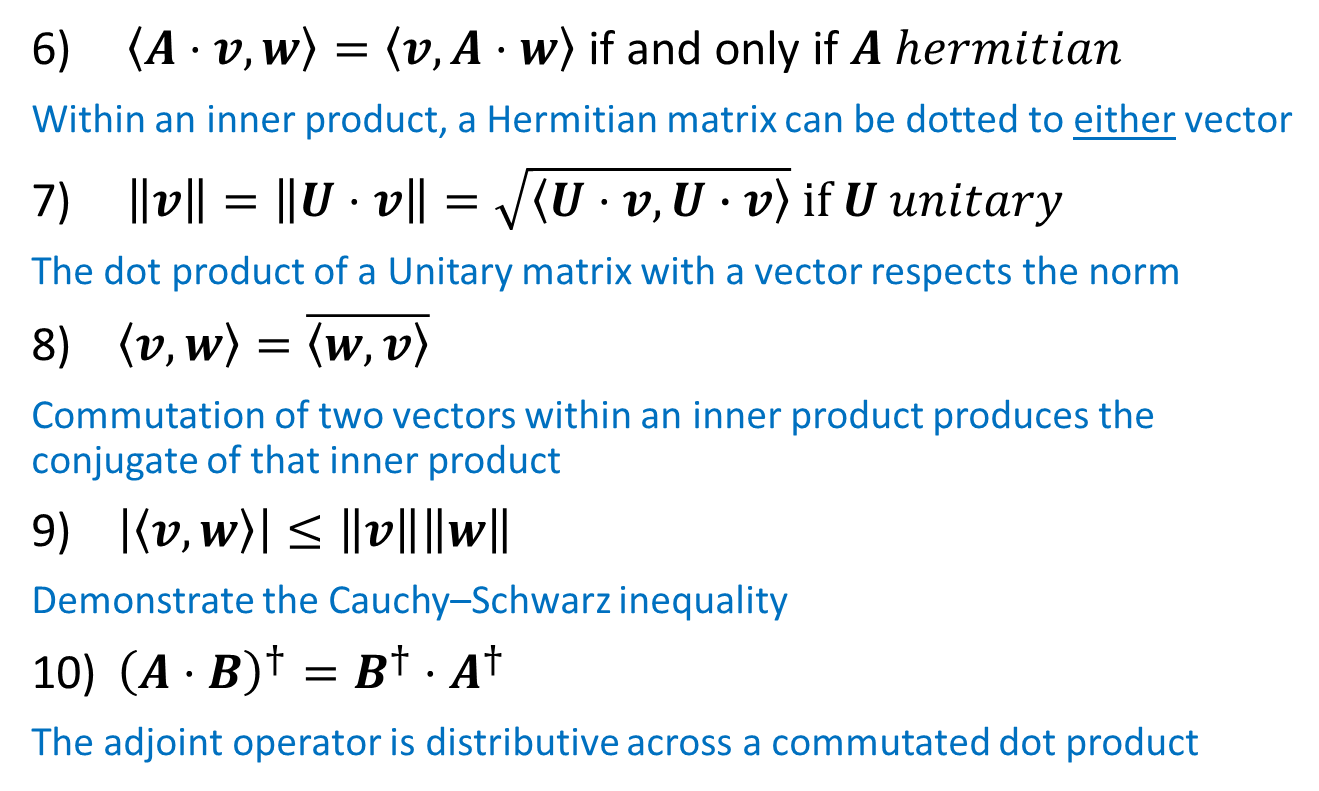 6) ⟨𝑨 · 𝒗, 𝒘⟩ = ⟨𝒗, 𝑨 · 𝒘⟩ if and only if 𝑨 ℎ𝑒𝑟𝑚𝑖𝑡𝑖𝑎𝑛
Within an inner product, a Hermitian matrix can be dotted to either vector
7) ‖𝒗‖ = ‖𝑼 · 𝒗‖ = √⟨𝑼 · 𝒗, 𝑼 · 𝒗⟩ if 𝑼 𝑢𝑛𝑖𝑡𝑎𝑟𝑦
The dot product of a Unitary matrix with a vector respects the norm
8) ⟨𝒗, 𝒘⟩ = \overline{⟨𝒘, 𝒗⟩}
Commutation of two vectors within an inner product produces the
conjugate of that inner product
9) |⟨𝒗, 𝒘⟩| ≤ ‖𝒗‖‖𝒘‖
Demonstrate the Cauchy–Schwarz inequality
10) (𝑨 · 𝑩)† = 𝑩† · 𝑨†
The adjoint operator is distributive across a commutated dot product